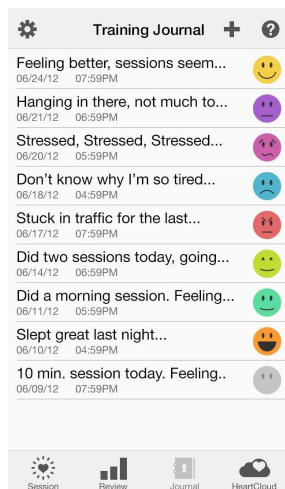 Training Journal
Feeling better, sessions seem...
06/24/12 07:59PM
Hanging in there, not much to...
06/21/12 06:59PM
Stressed, Stressed, Stressed...
06/20/12 05:59PM
Don't know why I'm so tired...
06/18/12 04:59PM
Stuck in traffic for the last...
06/17/12 07:59PM
Did two sessions today, going...
06/14/12 06:59PM
Did a morning session. Feeling...
06/11/12 05:59PM
Slept great last night...
06/10/12 04:59PM
10 min. session today. Feeling..
06/09/12 07:59PM
Session Review Journal HeartCloud